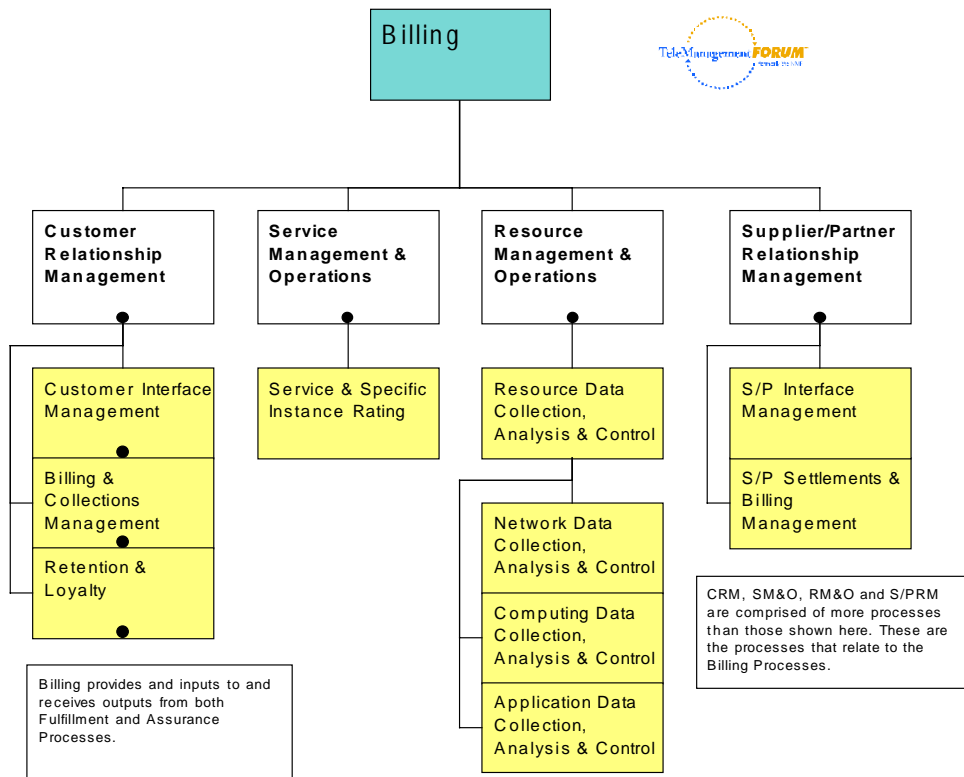 Billing
TeleManagement FORUM
Customer
Relationship
Management
Service
Management &
Operations
Resource
Management &
Operations
Supplier/Partner
Relationship
Management
Customer Interface
Management
Billing &
Collections
Management
Retention &
Loyalty
Service & Specific
Instance Rating
Resource Data
Collection,
Analysis & Control
Network Data
Collection,
Analysis & Control
Computing Data
Collection,
Analysis & Control
Application Data
Collection,
Analysis & Control
S/P Interface
Management
S/P Settlements &
Billing
Management
CRM, SM&O, RM&O and S/PRM
are comprised of more processes
than those shown here. These are
the processes that relate to the
Billing Processes.
Billing provides and inputs to and
receives outputs from both
Fulfillment and Assurance
Processes.